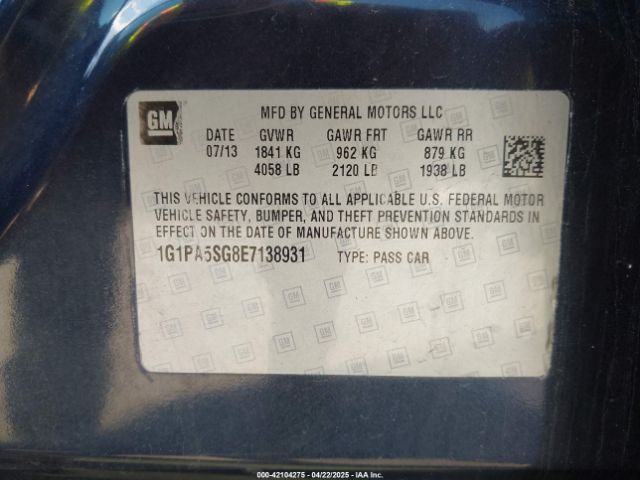 GM
MFD BY GENERAL MOTORS LLC
DATE GVWR GAWR FRT GAWR RR
07/13 1841 KG 962 KG 879 KG
4058 LB 2120 LB 1938 LB
THIS VEHICLE CONFORMS TO ALL APPLICABLE U.S. FEDERAL MOTOR
VEHICLE SAFETY, BUMPER, AND THEFT PREVENTION STANDARDS IN
EFFECT ON THE DATE OF MANUFACTURE SHOWN ABOVE.
1G1PA5SG8E7138931 TYPE: PASS CAR
000-42104275 - 04/22/2025 - IAA Inc.